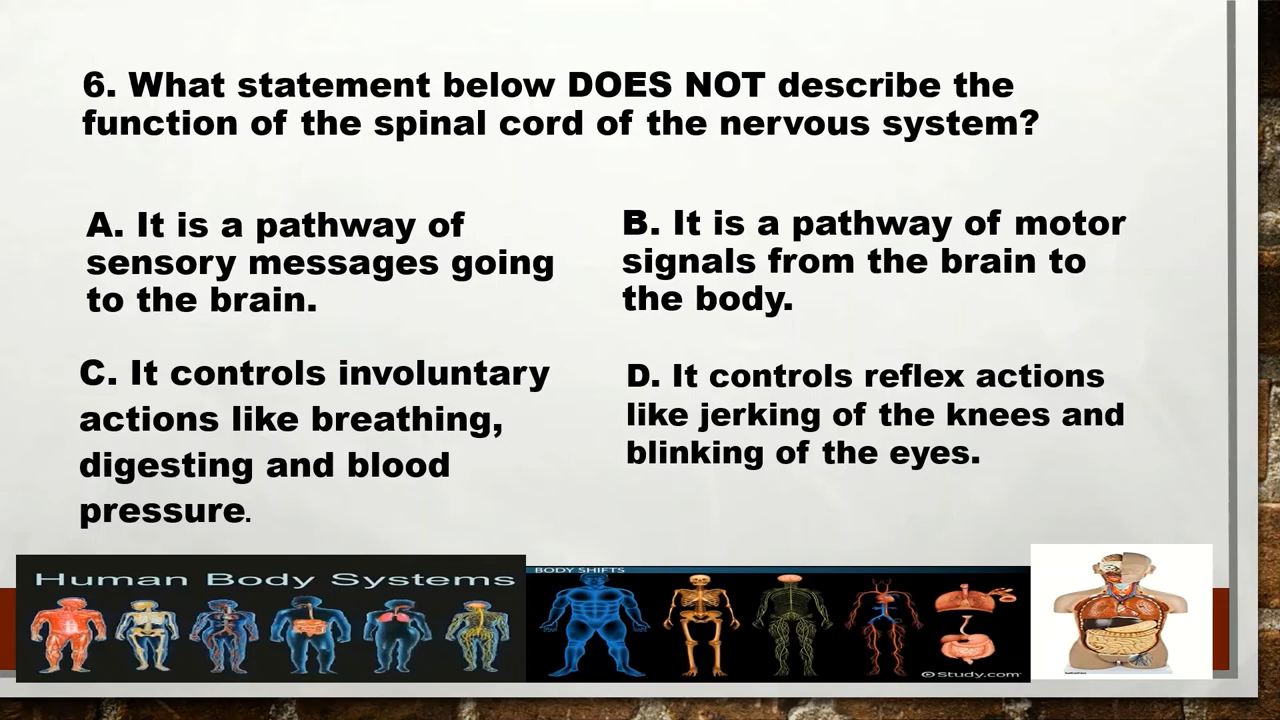 6. What statement below DOES NOT describe the
function of the spinal cord of the nervous system?
A. It is a pathway of
sensory messages going
to the brain.
B. It is a pathway of motor
signals from the brain to
the body.
C. It controls involuntary
actions like breathing,
digesting and blood
pressure.
D. It controls reflex actions
like jerking of the knees and
blinking of the eyes.
Human Body Systems
BODY SHIFTS
© Study.com